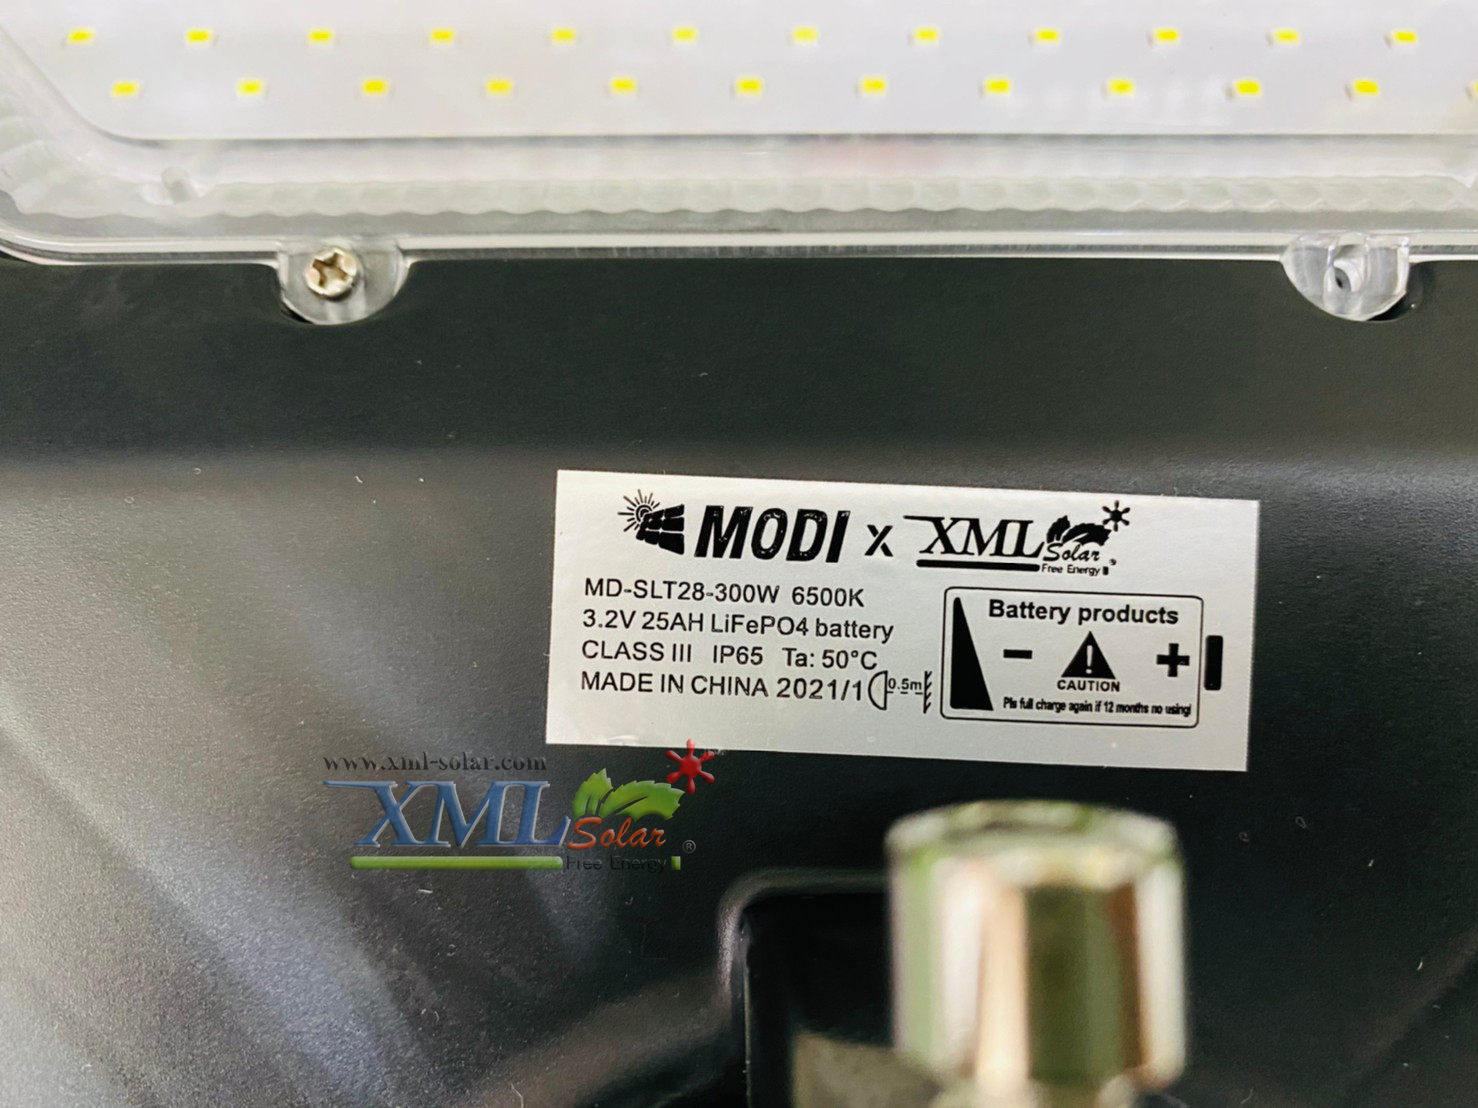 MODI x XML Solar
Free Energy
MD-SLT28-300W 6500K
3.2V 25AH LiFePO4 battery
CLASS III IP65 Ta: 50°C
MADE IN CHINA 2021/1
0.5m
Battery products
- ! +
CAUTION
Pls full charge again if 12 months no using!
www.xml-solar.com
XML Solar ®
Free Energy